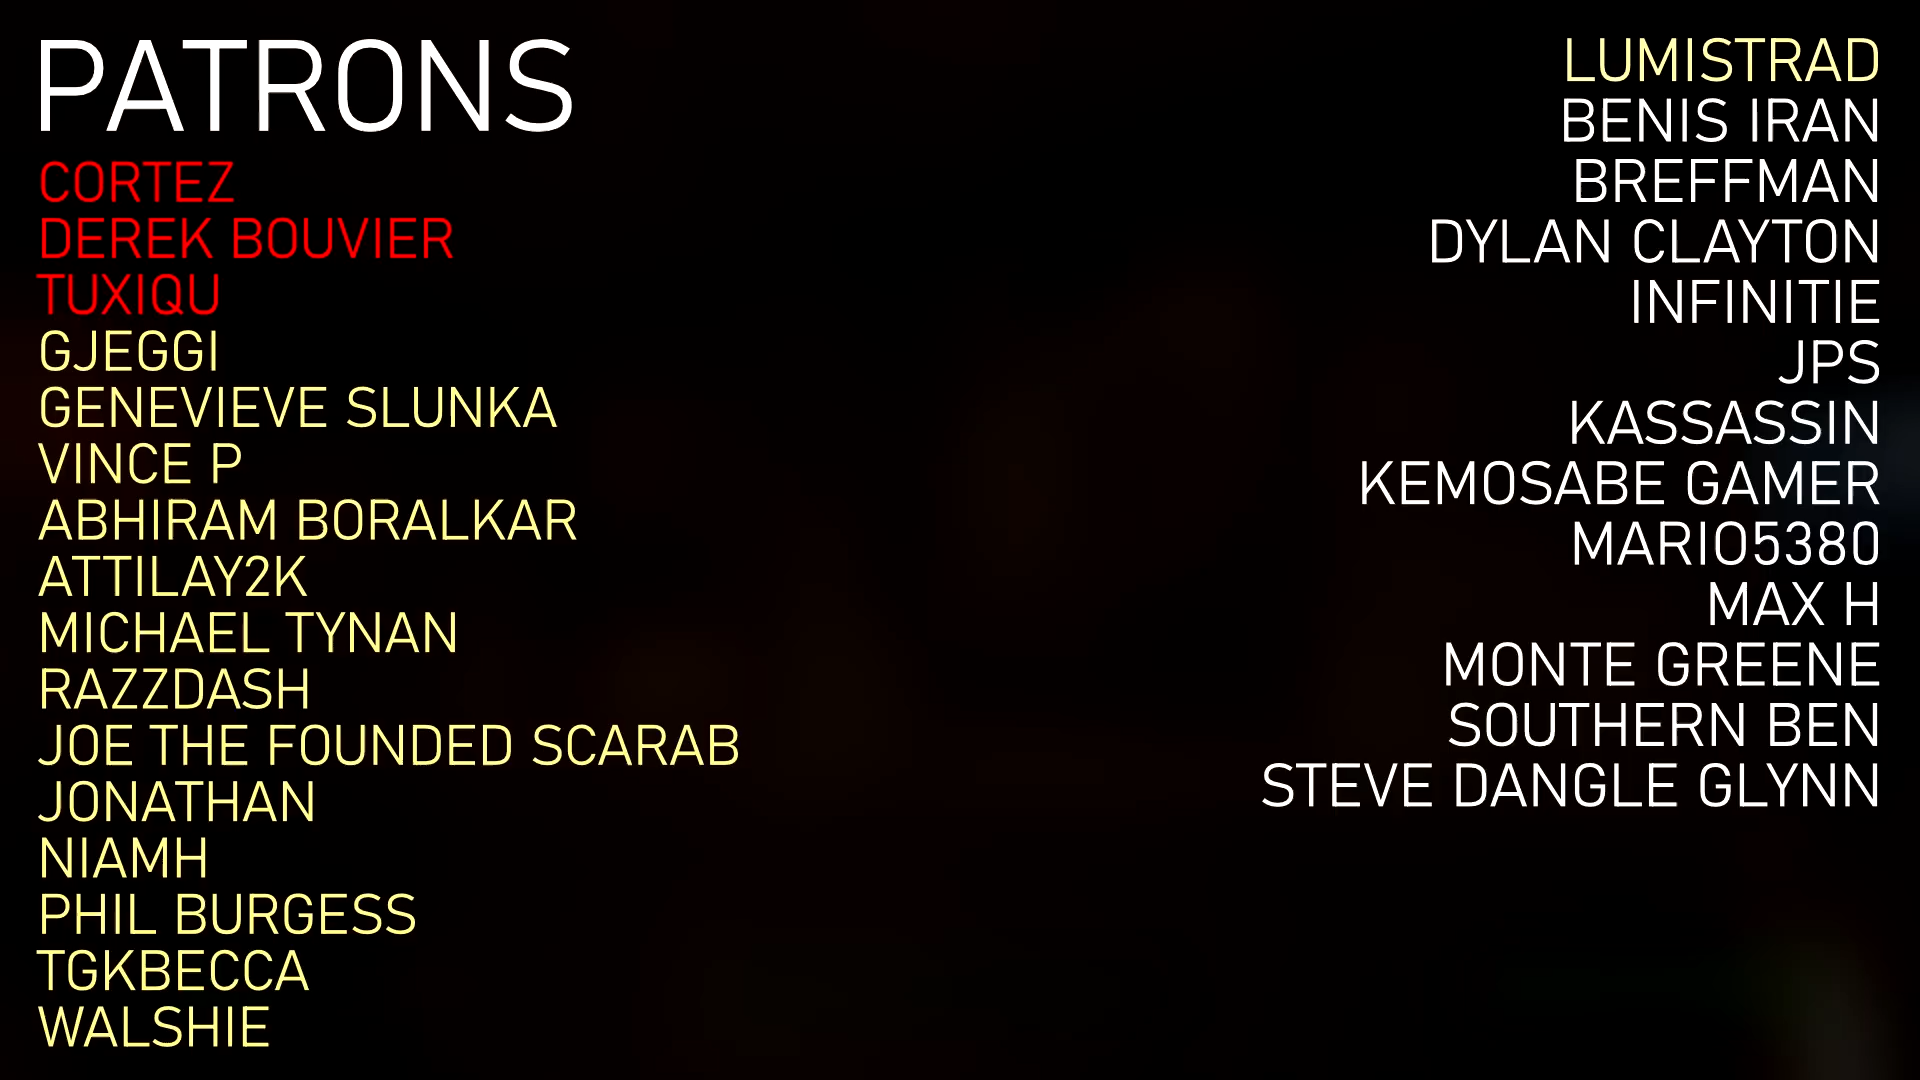 PATRONS
CORTEZ
DEREK BOUVIER
TUXIQU
GJEGGI
GENEVIEVE SLUNKA
VINCE P
ABHIRAM BORALKAR
ATTILAY2K
MICHAEL TYNAN
RAZZDASH
JOE THE FOUNDED SCARAB
JONATHAN
NIAMH
PHIL BURGESS
TGKBECCA
WALSHIE
LUMISTRAD
BENIS IRAN
BREFFMAN
DYLAN CLAYTON
INFINITIE
JPS
KASSASSIN
KEMOSABE GAMER
MARIO5380
MAX H
MONTE GREENE
SOUTHERN BEN
STEVE DANGLE GLYNN